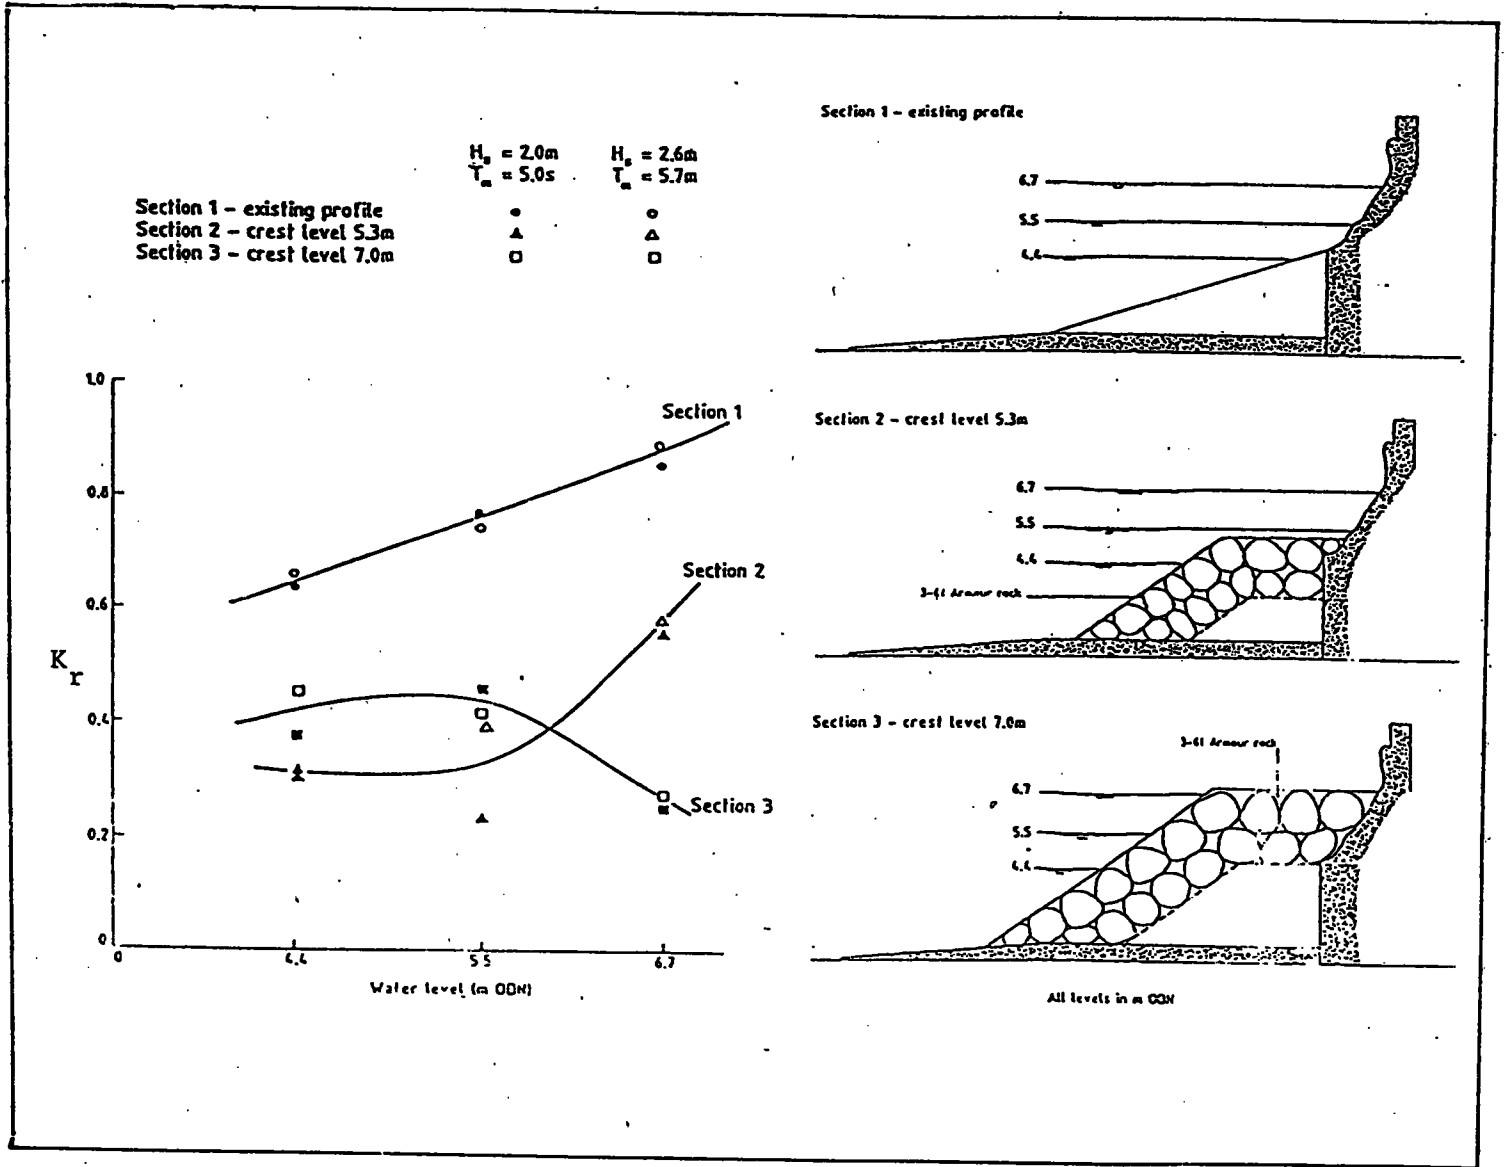 H_s = 2.0m
T_m = 5.0s
H_s = 2.6m
T_m = 5.7m
Section 1 – existing profile
Section 2 – crest level 5.3m
Section 3 – crest level 7.0m
1.0
0.8
0.6
0.4
0.2
0
K_r
Section 1
Section 2
Section 3
0
4.4
5.5
6.7
Water level (m ODN)
Section 1 – existing profile
6.7
5.5
4.4
Section 2 – crest level 5.3m
6.7
5.5
4.4
3-6t Armour rock
Section 3 – crest level 7.0m
3-6t Armour rock
6.7
5.5
4.4
All levels in m ODN